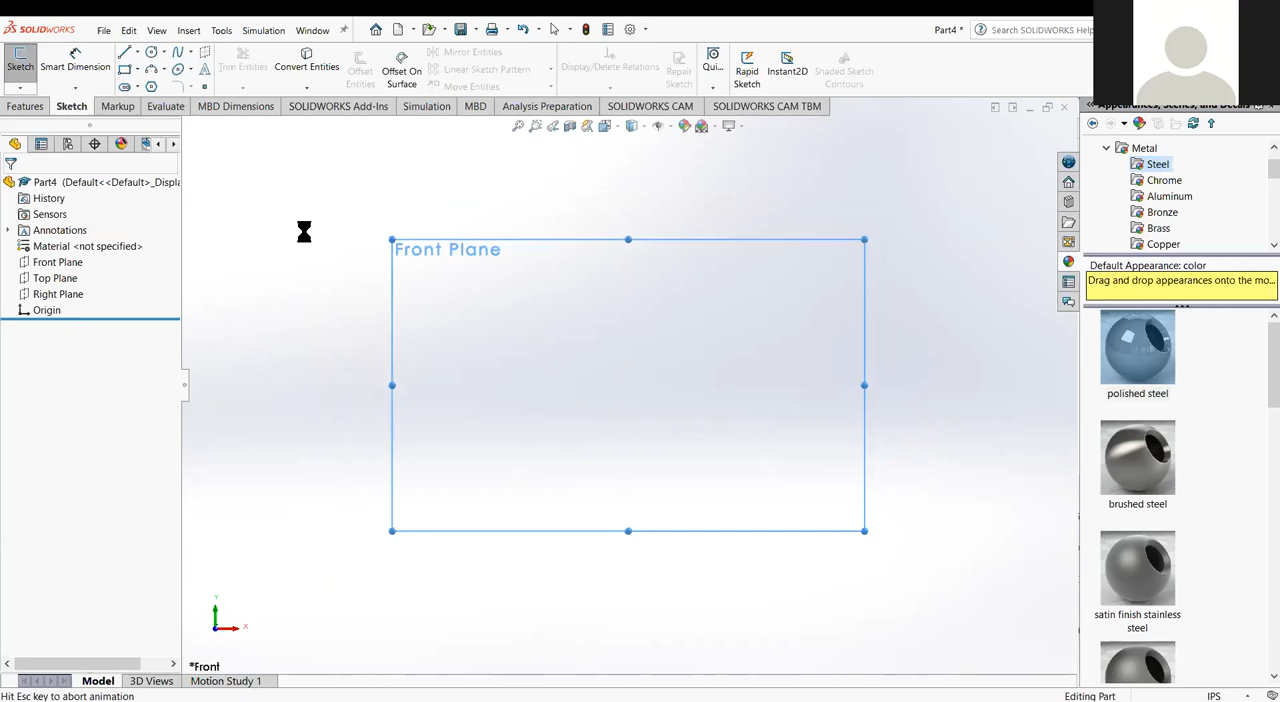 SOLIDWORKS File Edit View Insert Tools Simulation Window Part4 * Search SOLIDWORKS Help
Sketch Smart Dimension Trim Entities Convert Entities Offset Entities Offset On Surface Mirror Entities Linear Sketch Pattern Move Entities Display/Delete Relations Repair Sketch Qui... Rapid Sketch Instant2D Shaded Sketch Contours
Features Sketch Markup Evaluate MBD Dimensions SOLIDWORKS Add-Ins Simulation MBD Analysis Preparation SOLIDWORKS CAM SOLIDWORKS CAM TBM
Appearances, Scenes, and Decals
Part4 (Default<<Default>_Displa
History
Sensors
Annotations
Material <not specified>
Front Plane
Top Plane
Right Plane
Origin
Front Plane
Y
X
*Front
Metal
Steel
Chrome
Aluminum
Bronze
Brass
Copper
Default Appearance: color
Drag and drop appearances onto the mo...
polished steel
brushed steel
satin finish stainless
steel
Model 3D Views Motion Study 1
Hit Esc key to abort animation Editing Part IPS